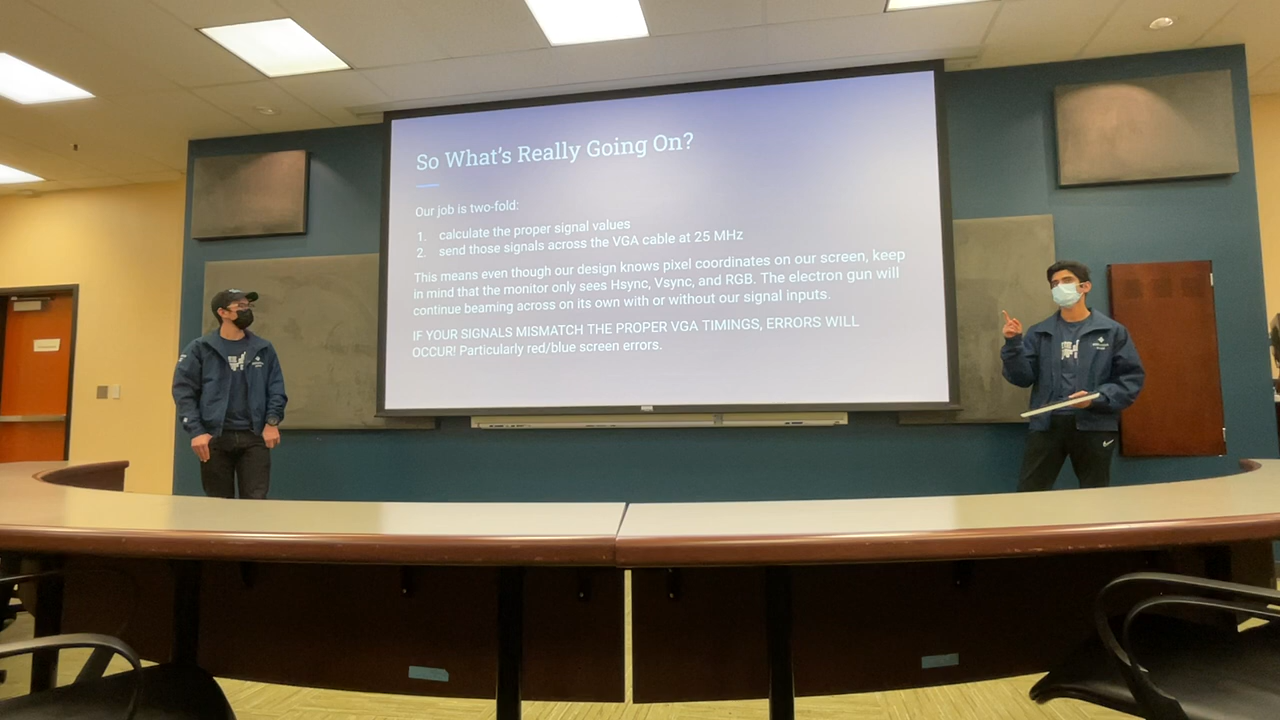 So What's Really Going On?
Our job is two-fold:
1. calculate the proper signal values
2. send those signals across the VGA cable at 25 MHz
This means even though our design knows pixel coordinates on our screen, keep
in mind that the monitor only sees Hsync, Vsync, and RGB. The electron gun will
continue beaming across on its own with or without our signal inputs.
IF YOUR SIGNALS MISMATCH THE PROPER VGA TIMINGS, ERRORS WILL
OCCUR! Particularly red/blue screen errors.